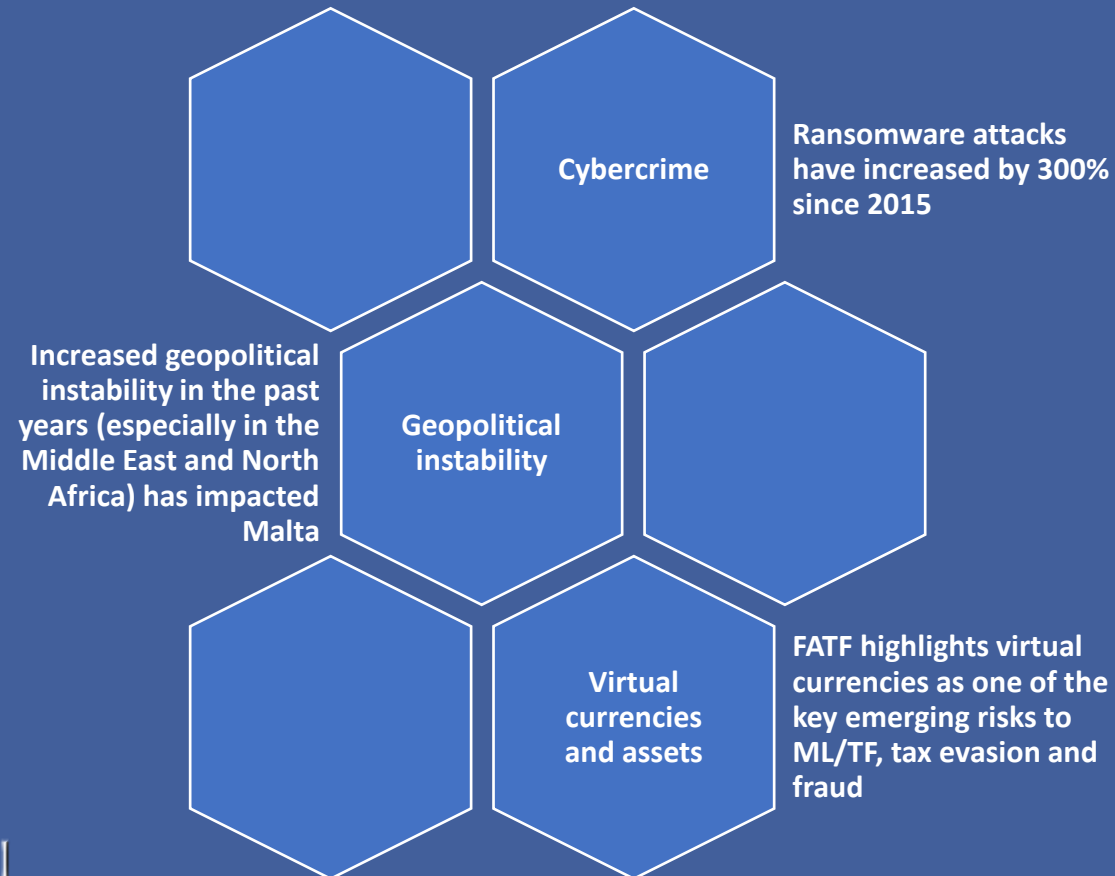 Cybercrime
Ransomware attacks
have increased by 300%
since 2015
Increased geopolitical
instability in the past
years (especially in the
Middle East and North
Africa) has impacted
Malta
Geopolitical
instability
Virtual
currencies
and assets
FATF highlights virtual
currencies as one of the
key emerging risks to
ML/TF, tax evasion and
fraud